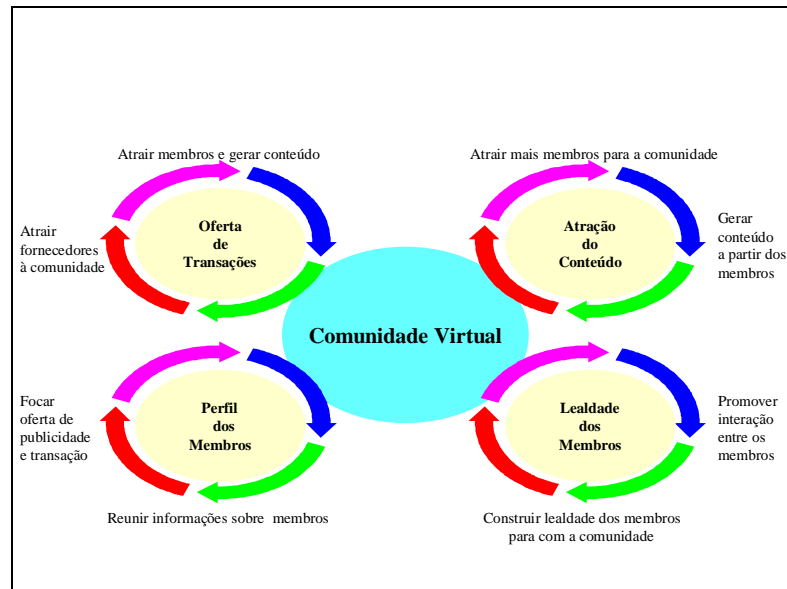 Atrair membros e gerar conteúdo
Atrair mais membros para a comunidade
Atrair
fornecedores
à comunidade
Oferta
de
Transações
Atração
do
Conteúdo
Gerar
conteúdo
a partir dos
membros
Comunidade Virtual
Focar
oferta de
publicidade
e transação
Perfil
dos
Membros
Lealdade
dos
Membros
Promover
interação
entre os
membros
Reunir informações sobre  membros
Construir lealdade dos membros
para com a comunidade